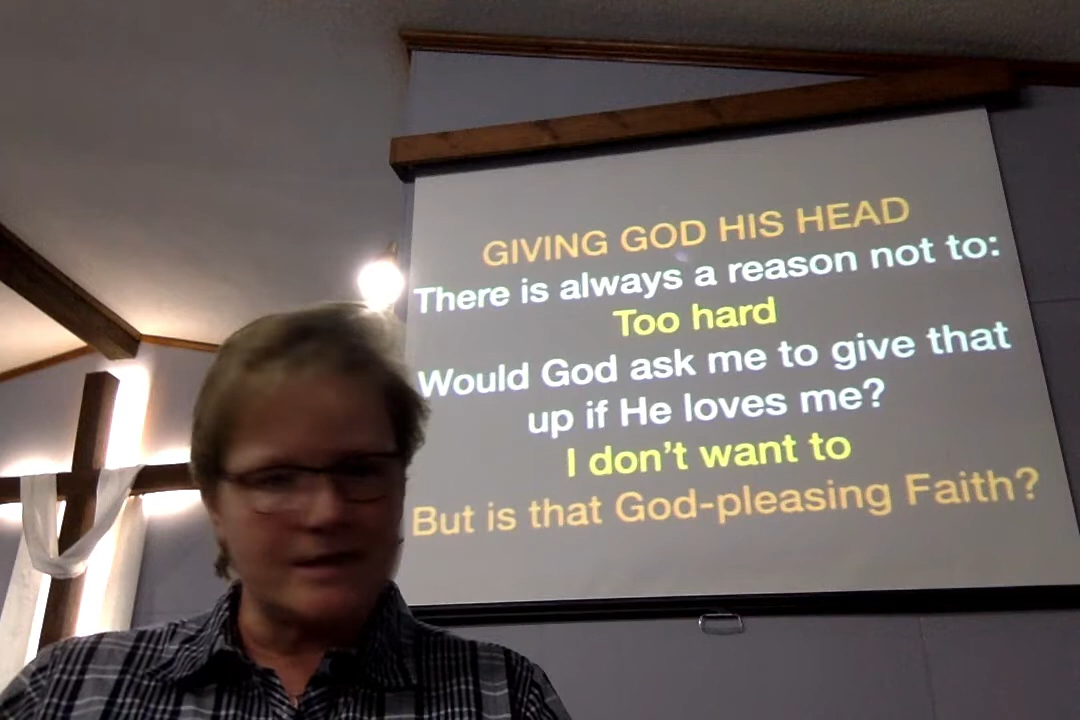 GIVING GOD HIS HEAD
There is always a reason not to:
Too hard
Would God ask me to give that
up if He loves me?
I don't want to
But is that God-pleasing Faith?